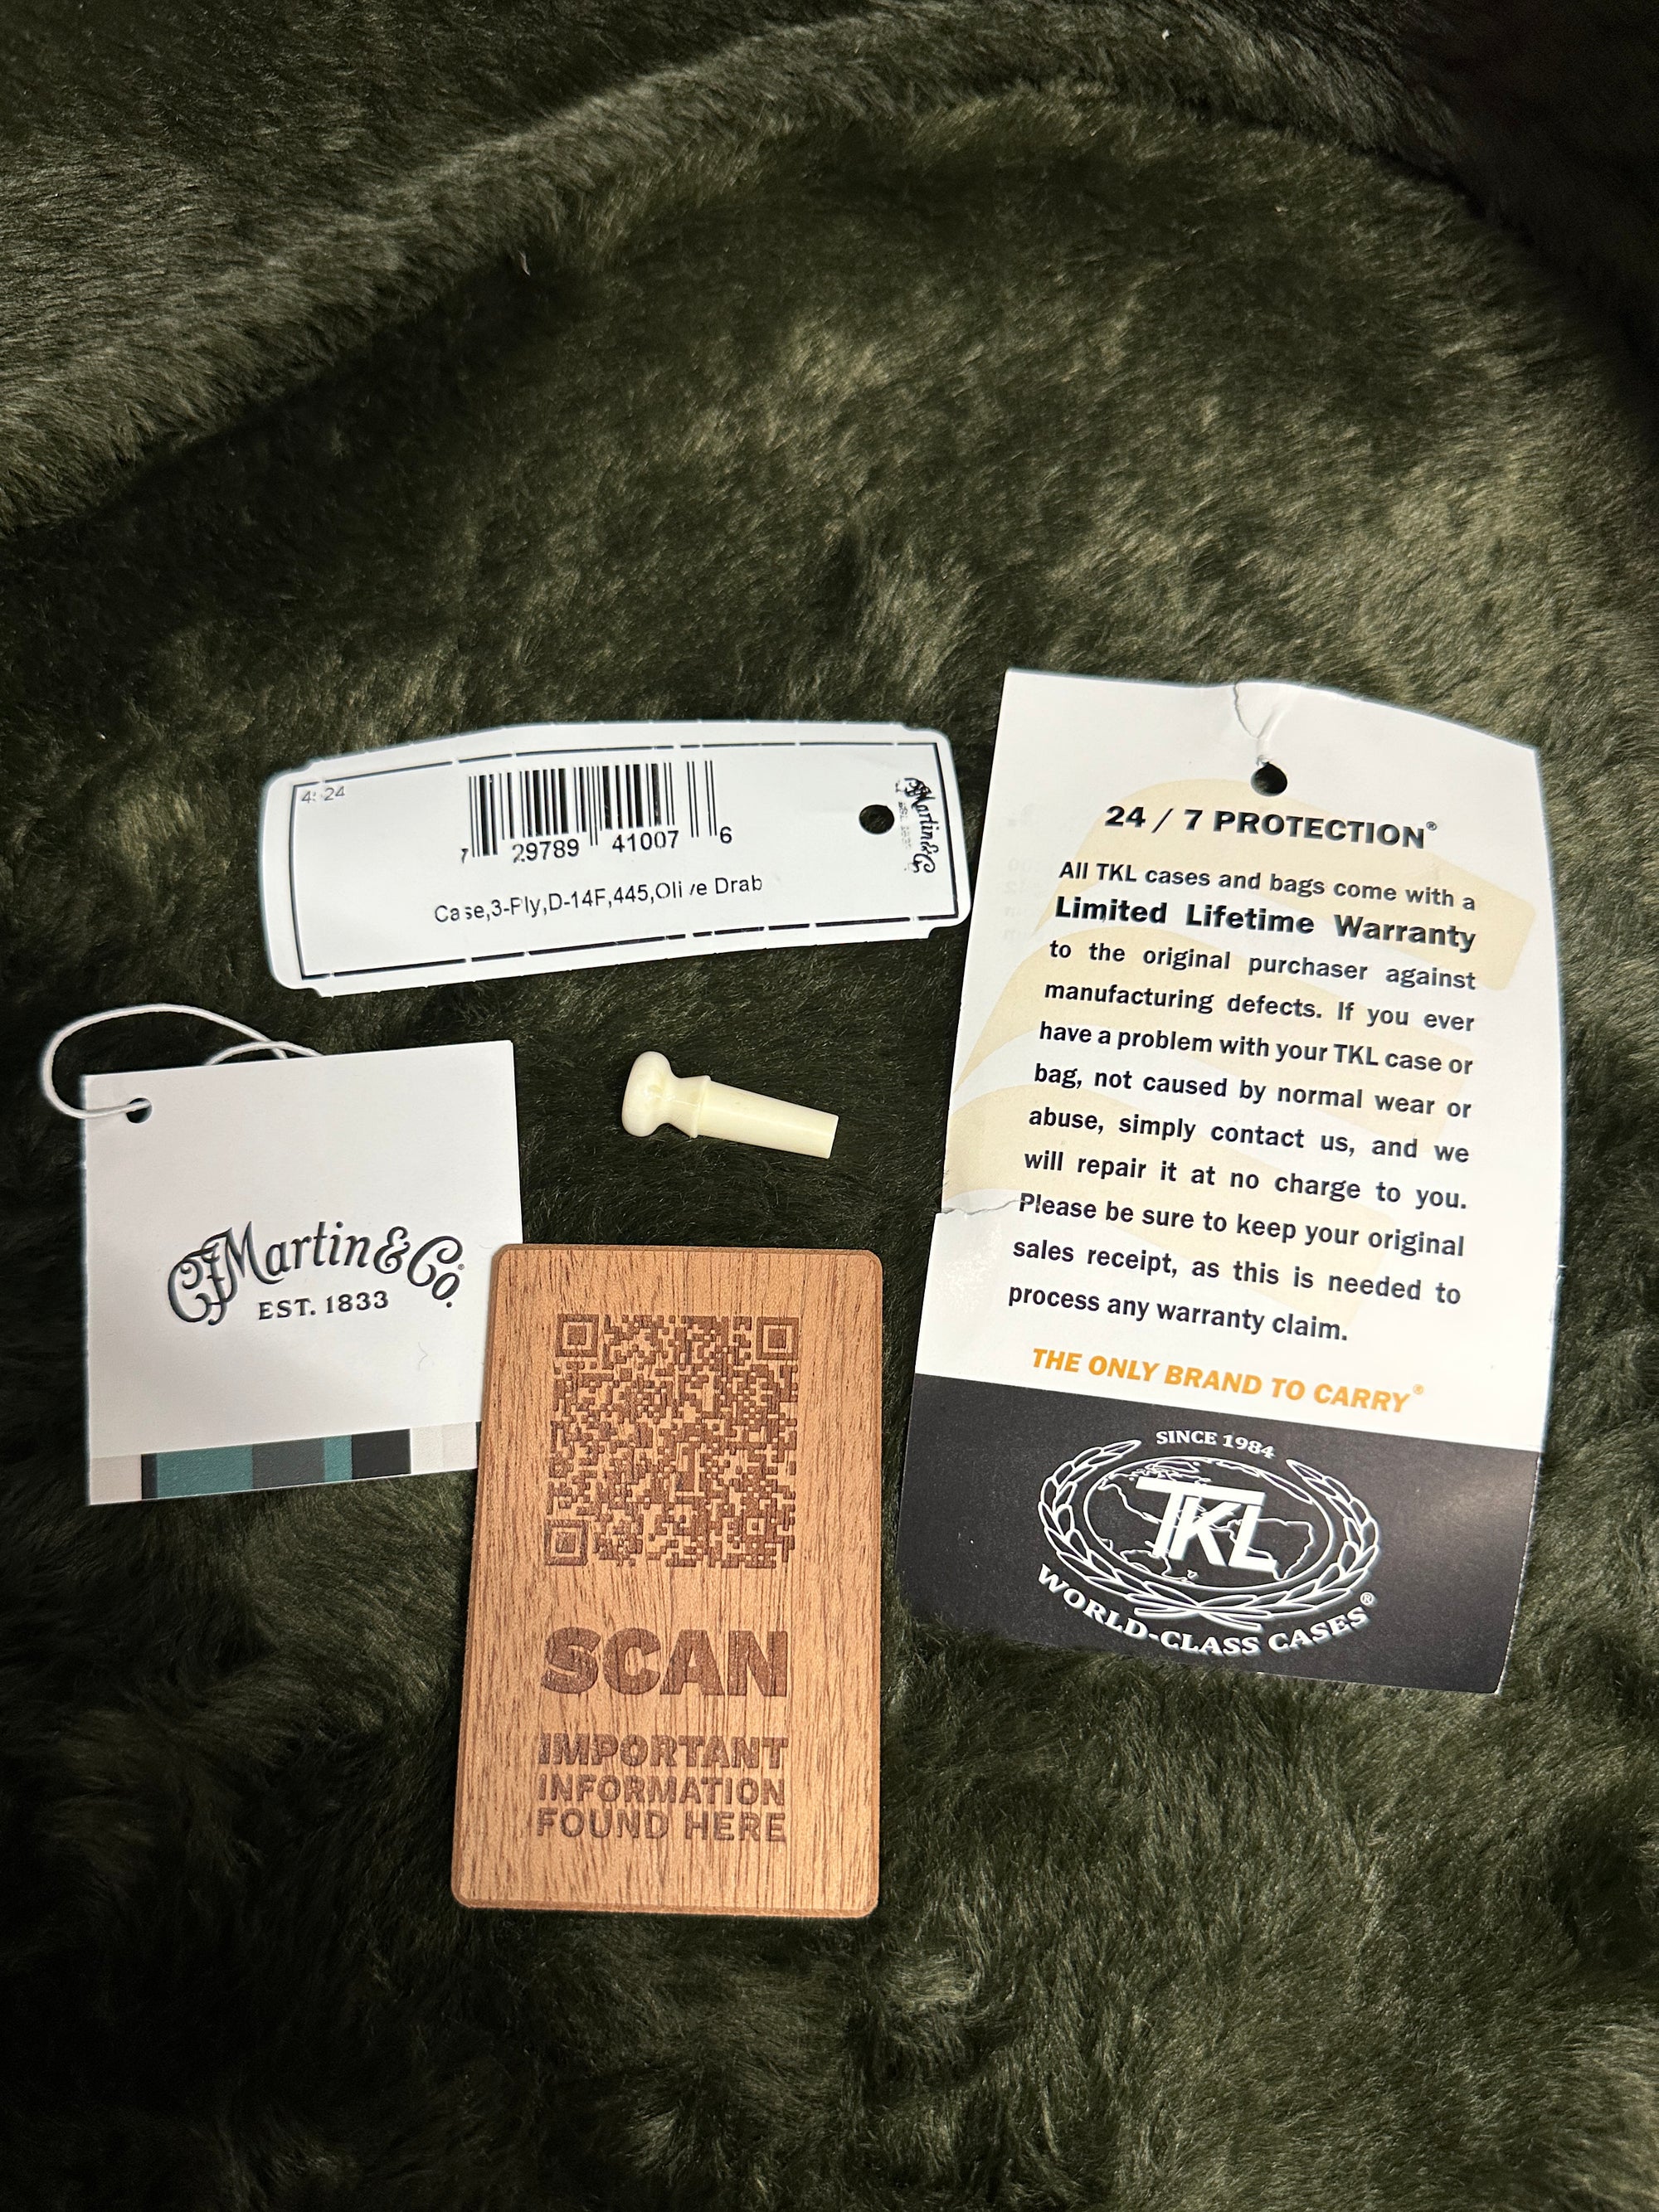 4: 24
7 29789 41007 6
Case,3-Ply,D-14F,445,Olive Drab
CF Martin & Co.
CF Martin & Co®
EST. 1833
SCAN
IMPORTANT
INFORMATION
FOUND HERE
24 / 7 PROTECTION®
All TKL cases and bags come with a
Limited Lifetime Warranty
to the original purchaser against
manufacturing defects. If you ever
have a problem with your TKL case or
bag, not caused by normal wear or
abuse, simply contact us, and we
will repair it at no charge to you.
Please be sure to keep your original
sales receipt, as this is needed to
process any warranty claim.
THE ONLY BRAND TO CARRY®
SINCE 1984
TKL
WORLD-CLASS CASES®